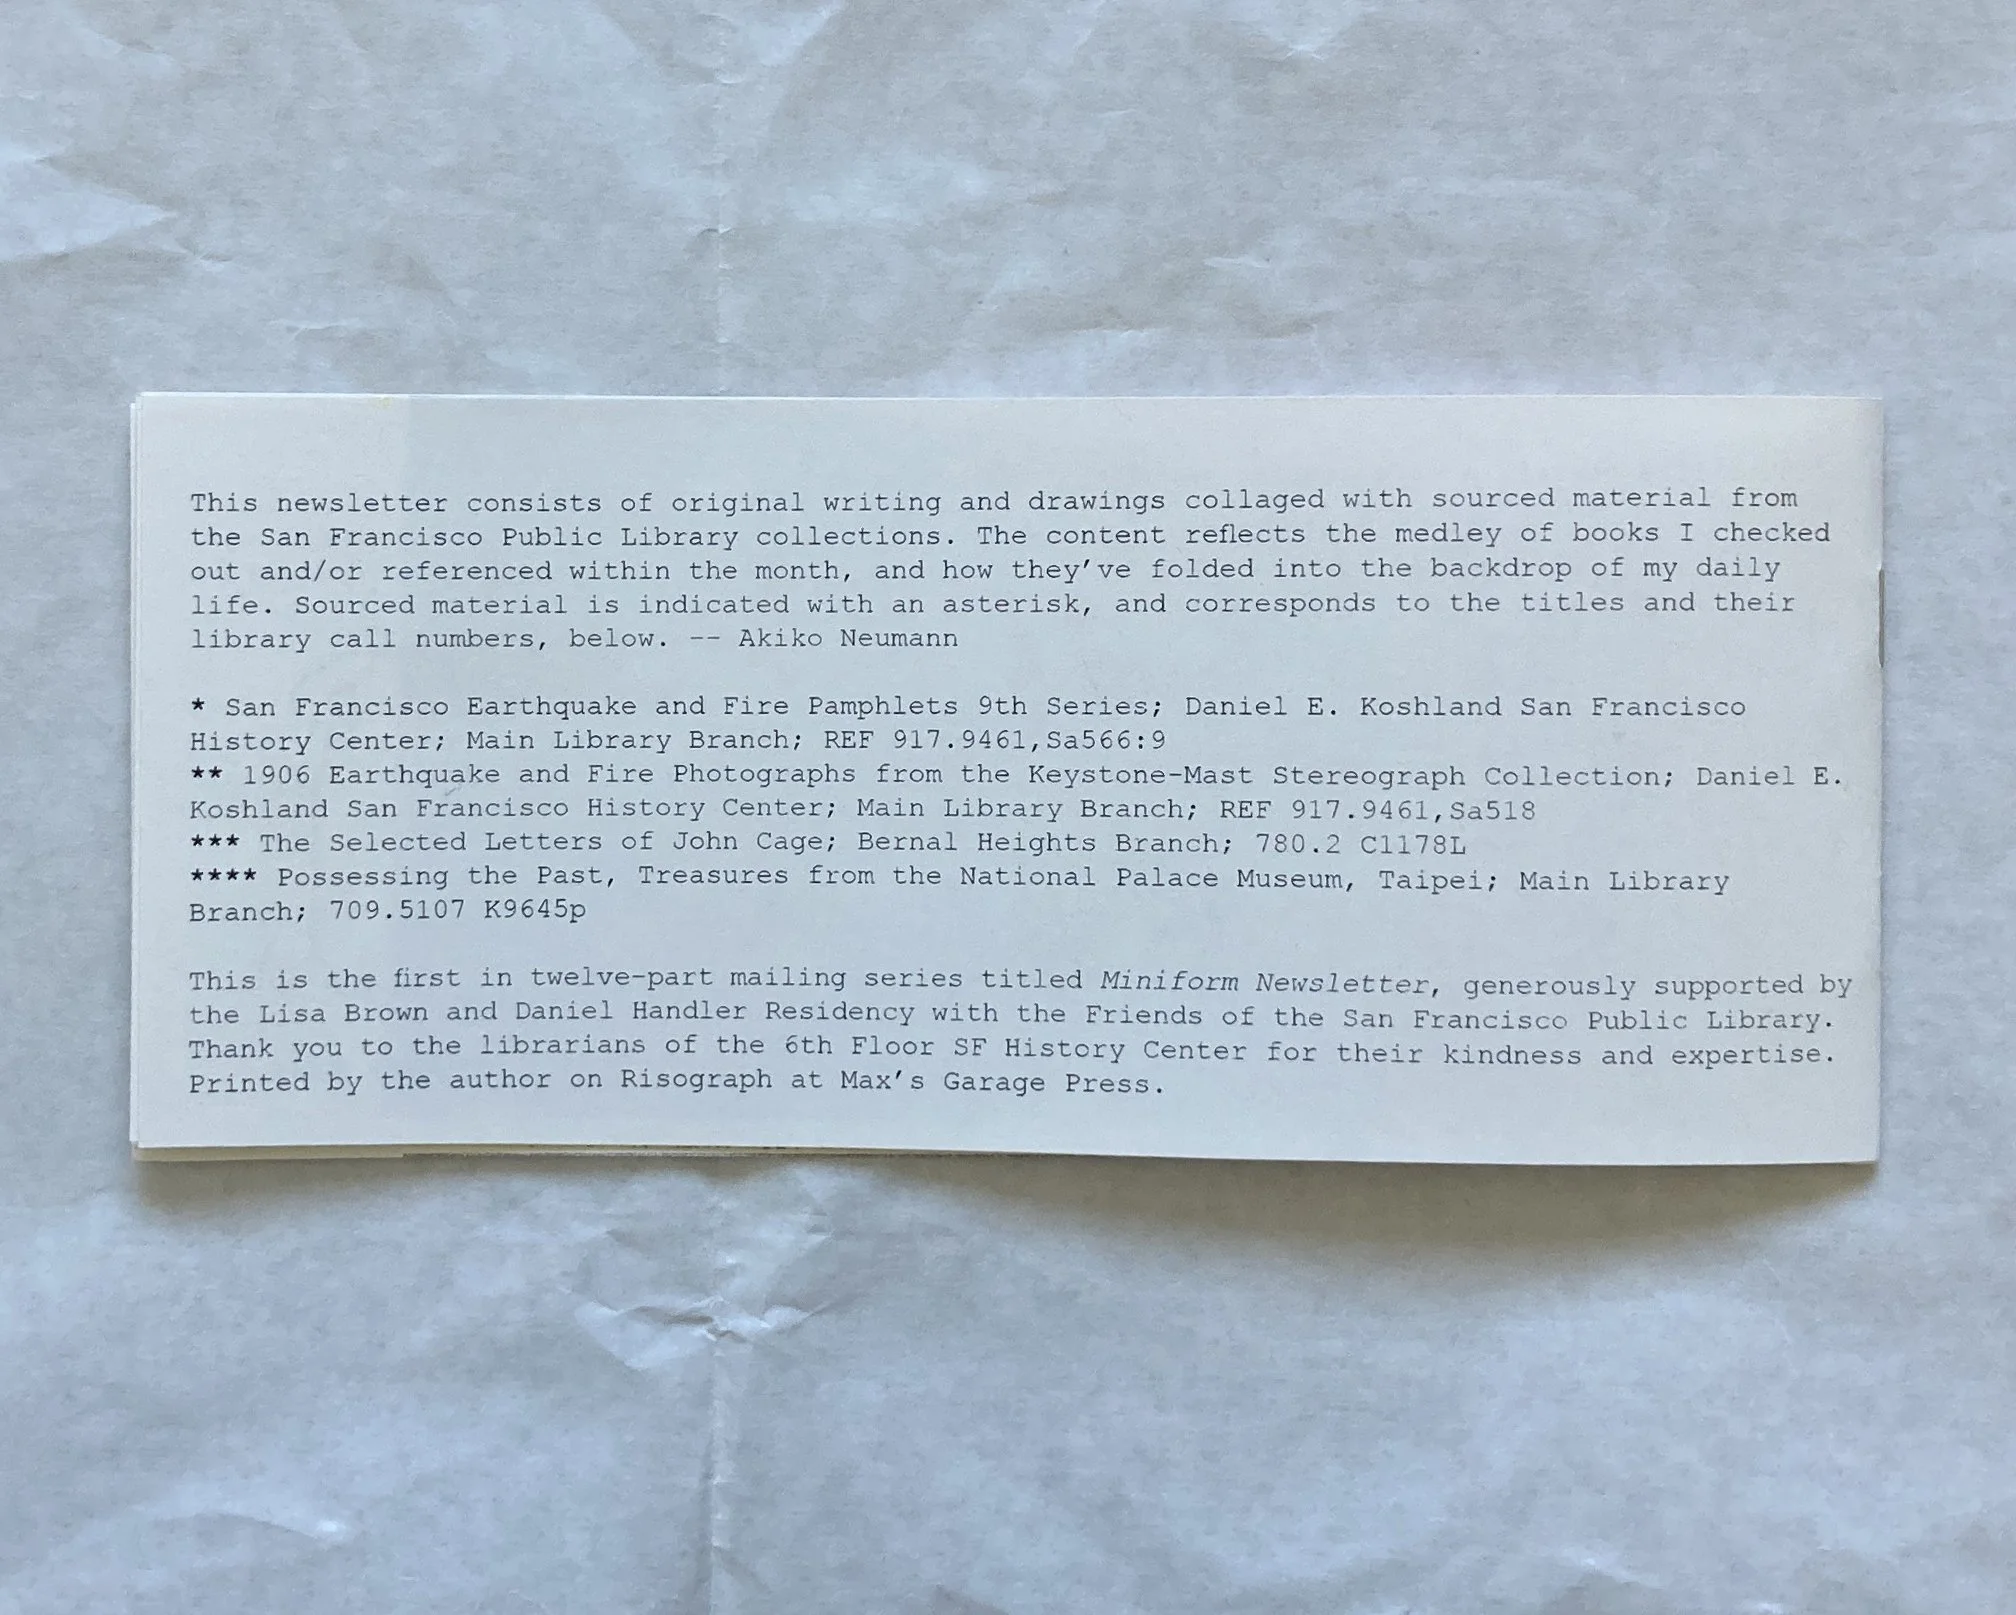 This newsletter consists of original writing and drawings collaged with sourced material from
the San Francisco Public Library collections. The content reflects the medley of books I checked
out and/or referenced within the month, and how they’ve folded into the backdrop of my daily
life. Sourced material is indicated with an asterisk, and corresponds to the titles and their
library call numbers, below. -- Akiko Neumann
* San Francisco Earthquake and Fire Pamphlets 9th Series; Daniel E. Koshland San Francisco
History Center; Main Library Branch; REF 917.9461,Sa566:9
** 1906 Earthquake and Fire Photographs from the Keystone-Mast Stereograph Collection; Daniel E.
Koshland San Francisco History Center; Main Library Branch; REF 917.9461,Sa518
*** The Selected Letters of John Cage; Bernal Heights Branch; 780.2 C1178L
**** Possessing the Past, Treasures from the National Palace Museum, Taipei; Main Library
Branch; 709.5107 K9645p
This is the first in twelve-part mailing series titled Miniform Newsletter, generously supported by
the Lisa Brown and Daniel Handler Residency with the Friends of the San Francisco Public Library.
Thank you to the librarians of the 6th Floor SF History Center for their kindness and expertise.
Printed by the author on Risograph at Max’s Garage Press.